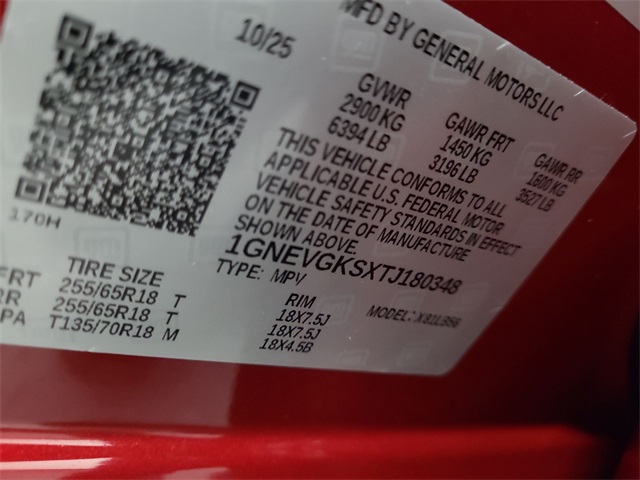 MFD BY GENERAL MOTORS LLC
10/25
GVWR GAWR FRT GAWR RR
2900 KG 1450 KG 1600 KG
6394 LB 3196 LB 3527 LB
THIS VEHICLE CONFORMS TO ALL
APPLICABLE U.S. FEDERAL MOTOR
VEHICLE SAFETY STANDARDS IN EFFECT
ON THE DATE OF MANUFACTURE
SHOWN ABOVE.
170H
1GNEVGKSXTJ180348
TYPE: MPV
MODEL:
TIRE SIZE RIM
FRT 255/65R18 T 18X7.5J
RR 255/65R18 T 18X7.5J
PA T135/70R18 M 18X4.5B